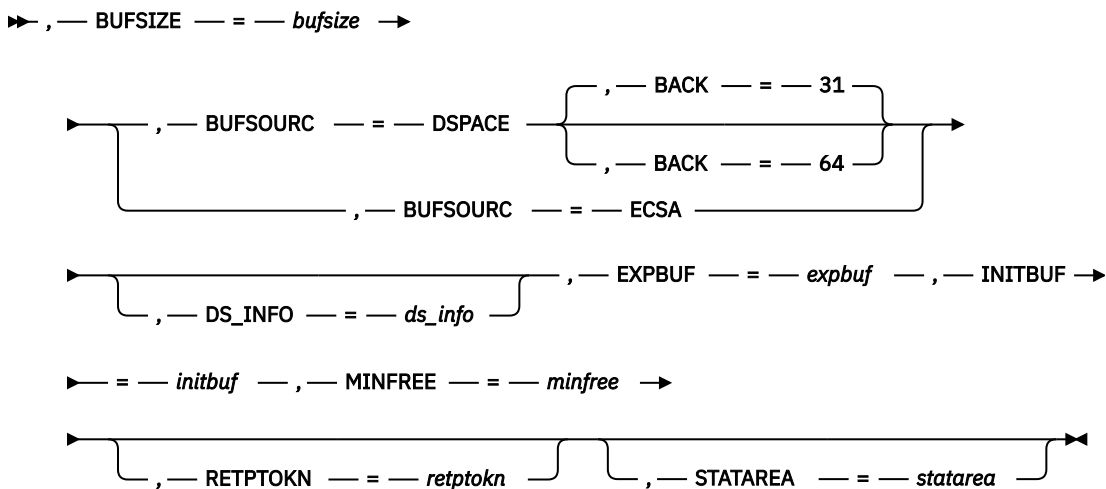 , BUFSIZE = bufsize
, BACK = 31
, BUFSOURC = DSPACE
, BACK = 64
, BUFSOURC = ECSA
, EXPBUF = expbuf , INITBUF
, DS_INFO = ds_info
= initbuf , MINFREE = minfree
, RETPTOKN = retptokn , STATAREA = statarea